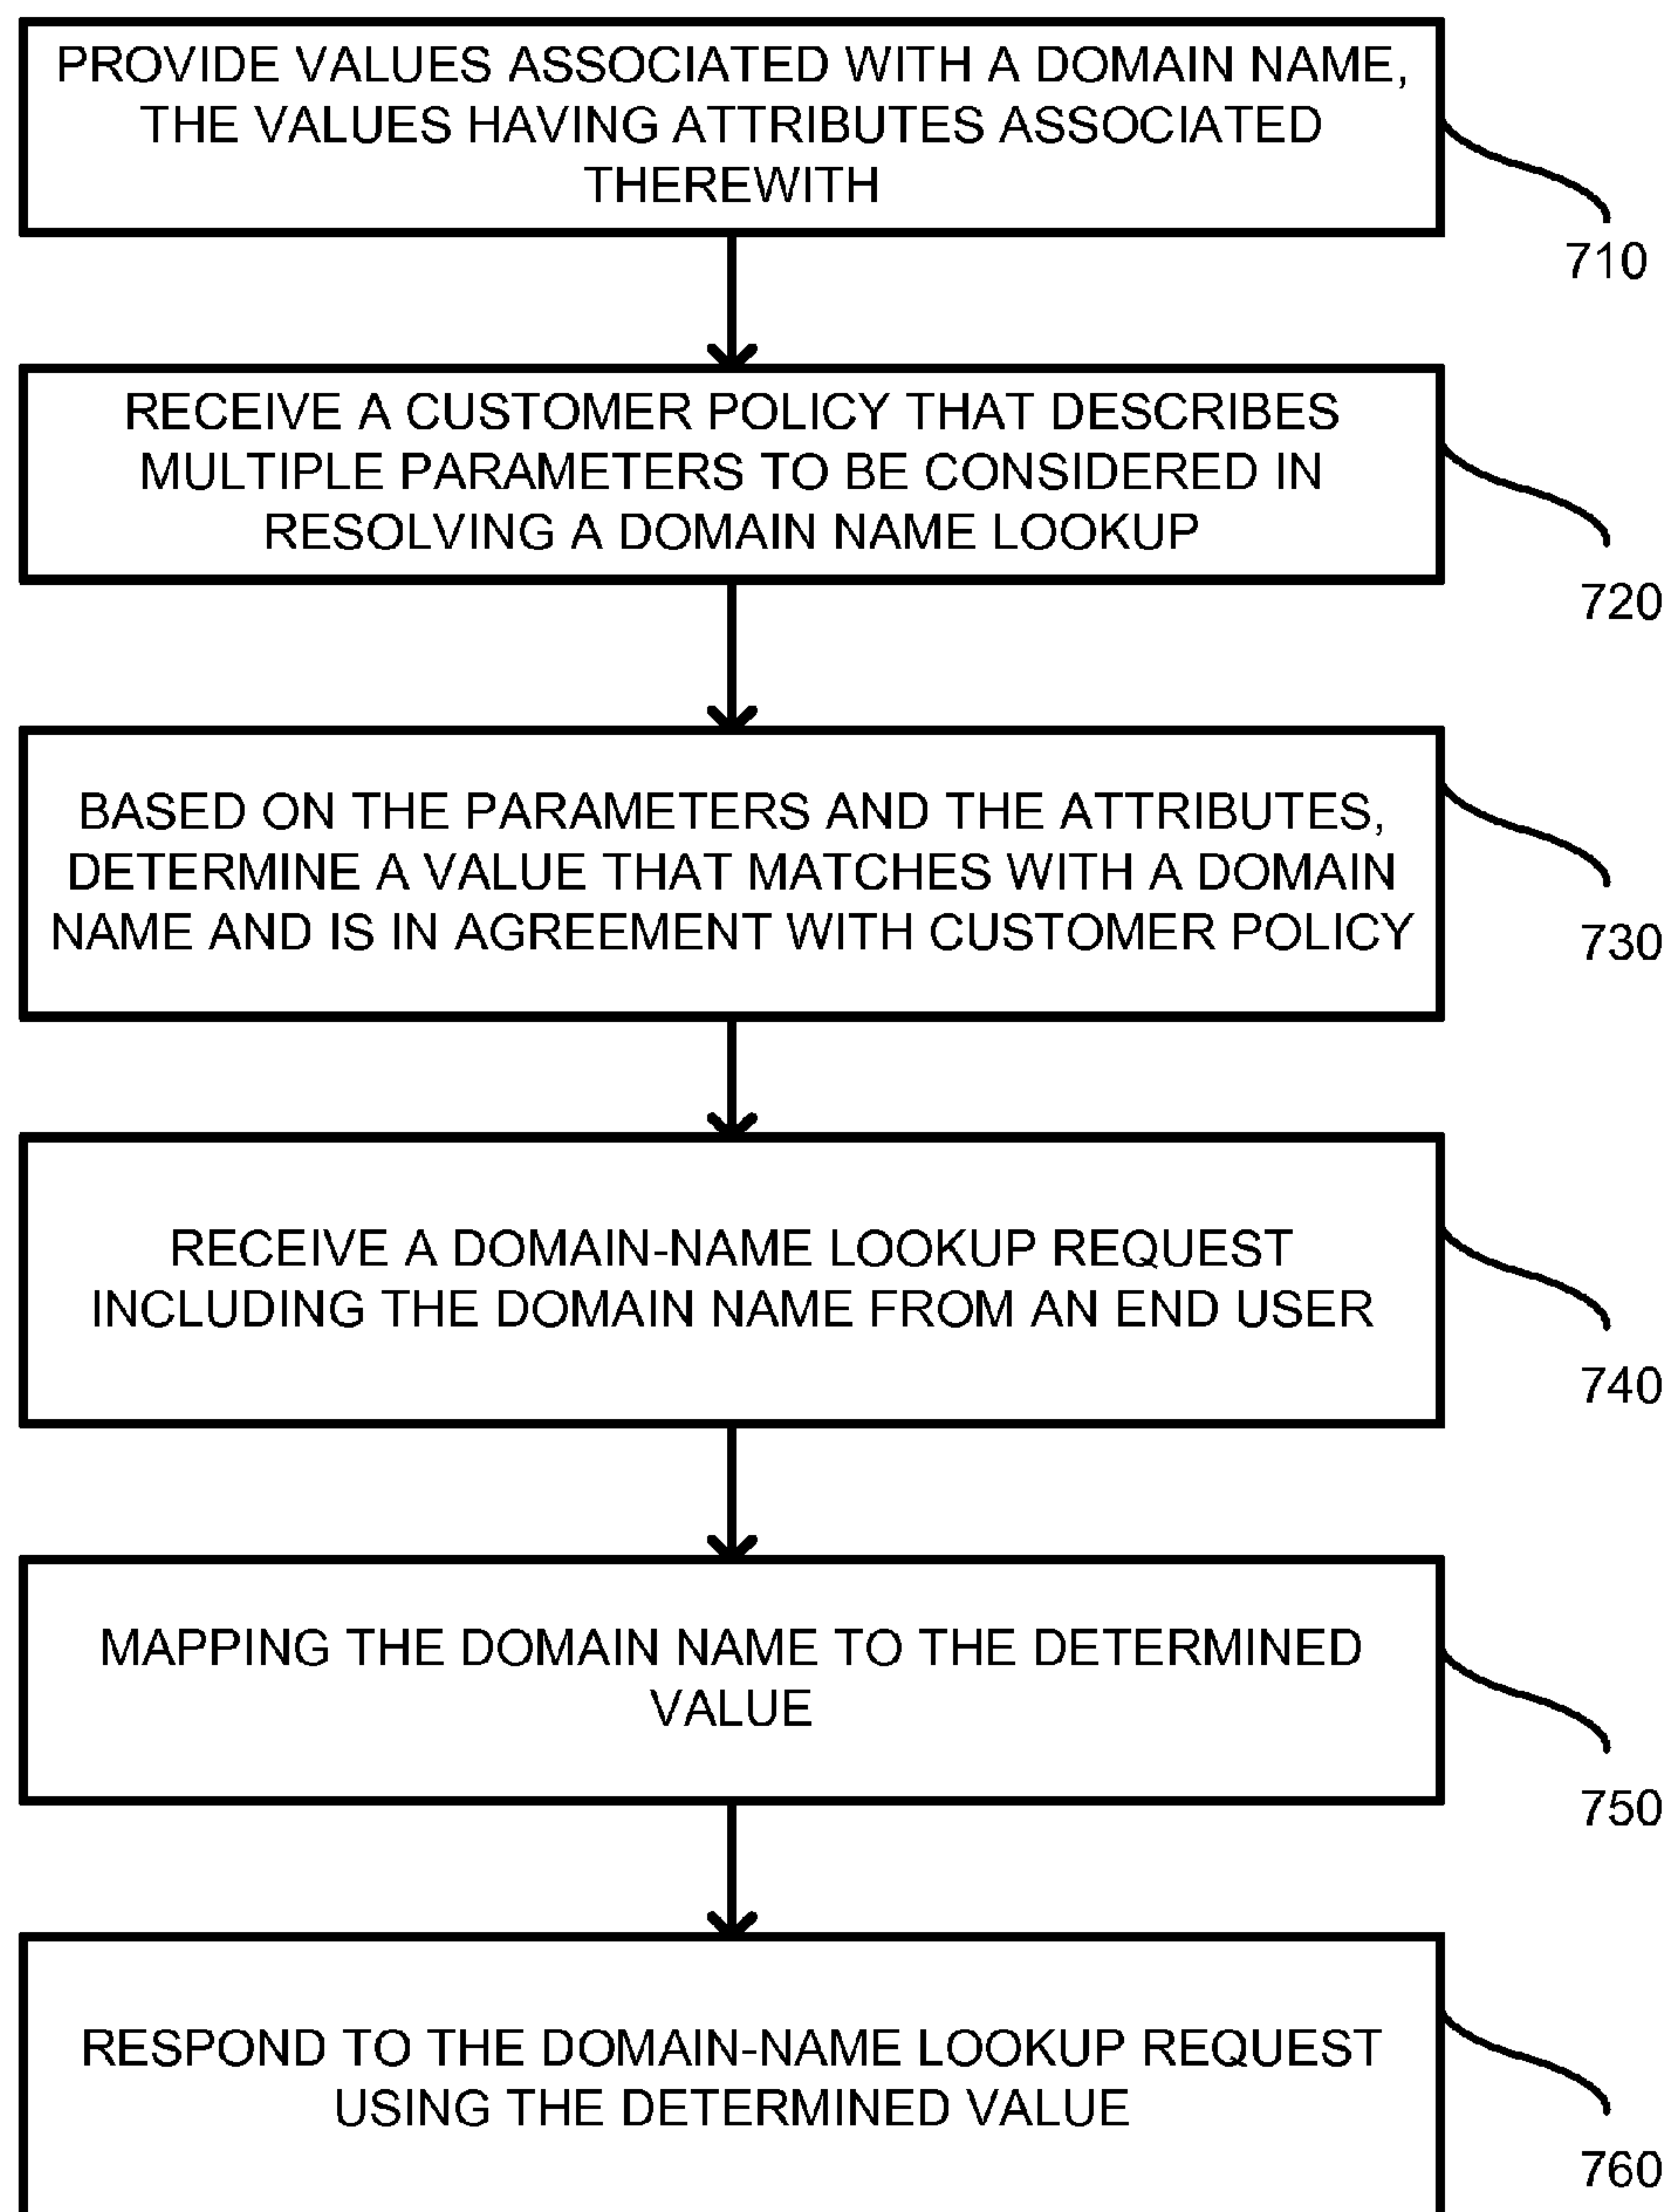 PROVIDE VALUES ASSOCIATED WITH A DOMAIN NAME,
THE VALUES HAVING ATTRIBUTES ASSOCIATED
THEREWITH
710
RECEIVE A CUSTOMER POLICY THAT DESCRIBES
MULTIPLE PARAMETERS TO BE CONSIDERED IN
RESOLVING A DOMAIN NAME LOOKUP
720
BASED ON THE PARAMETERS AND THE ATTRIBUTES,
DETERMINE A VALUE THAT MATCHES WITH A DOMAIN
NAME AND IS IN AGREEMENT WITH CUSTOMER POLICY
730
RECEIVE A DOMAIN-NAME LOOKUP REQUEST
INCLUDING THE DOMAIN NAME FROM AN END USER
740
MAPPING THE DOMAIN NAME TO THE DETERMINED
VALUE
750
RESPOND TO THE DOMAIN-NAME LOOKUP REQUEST
USING THE DETERMINED VALUE
760